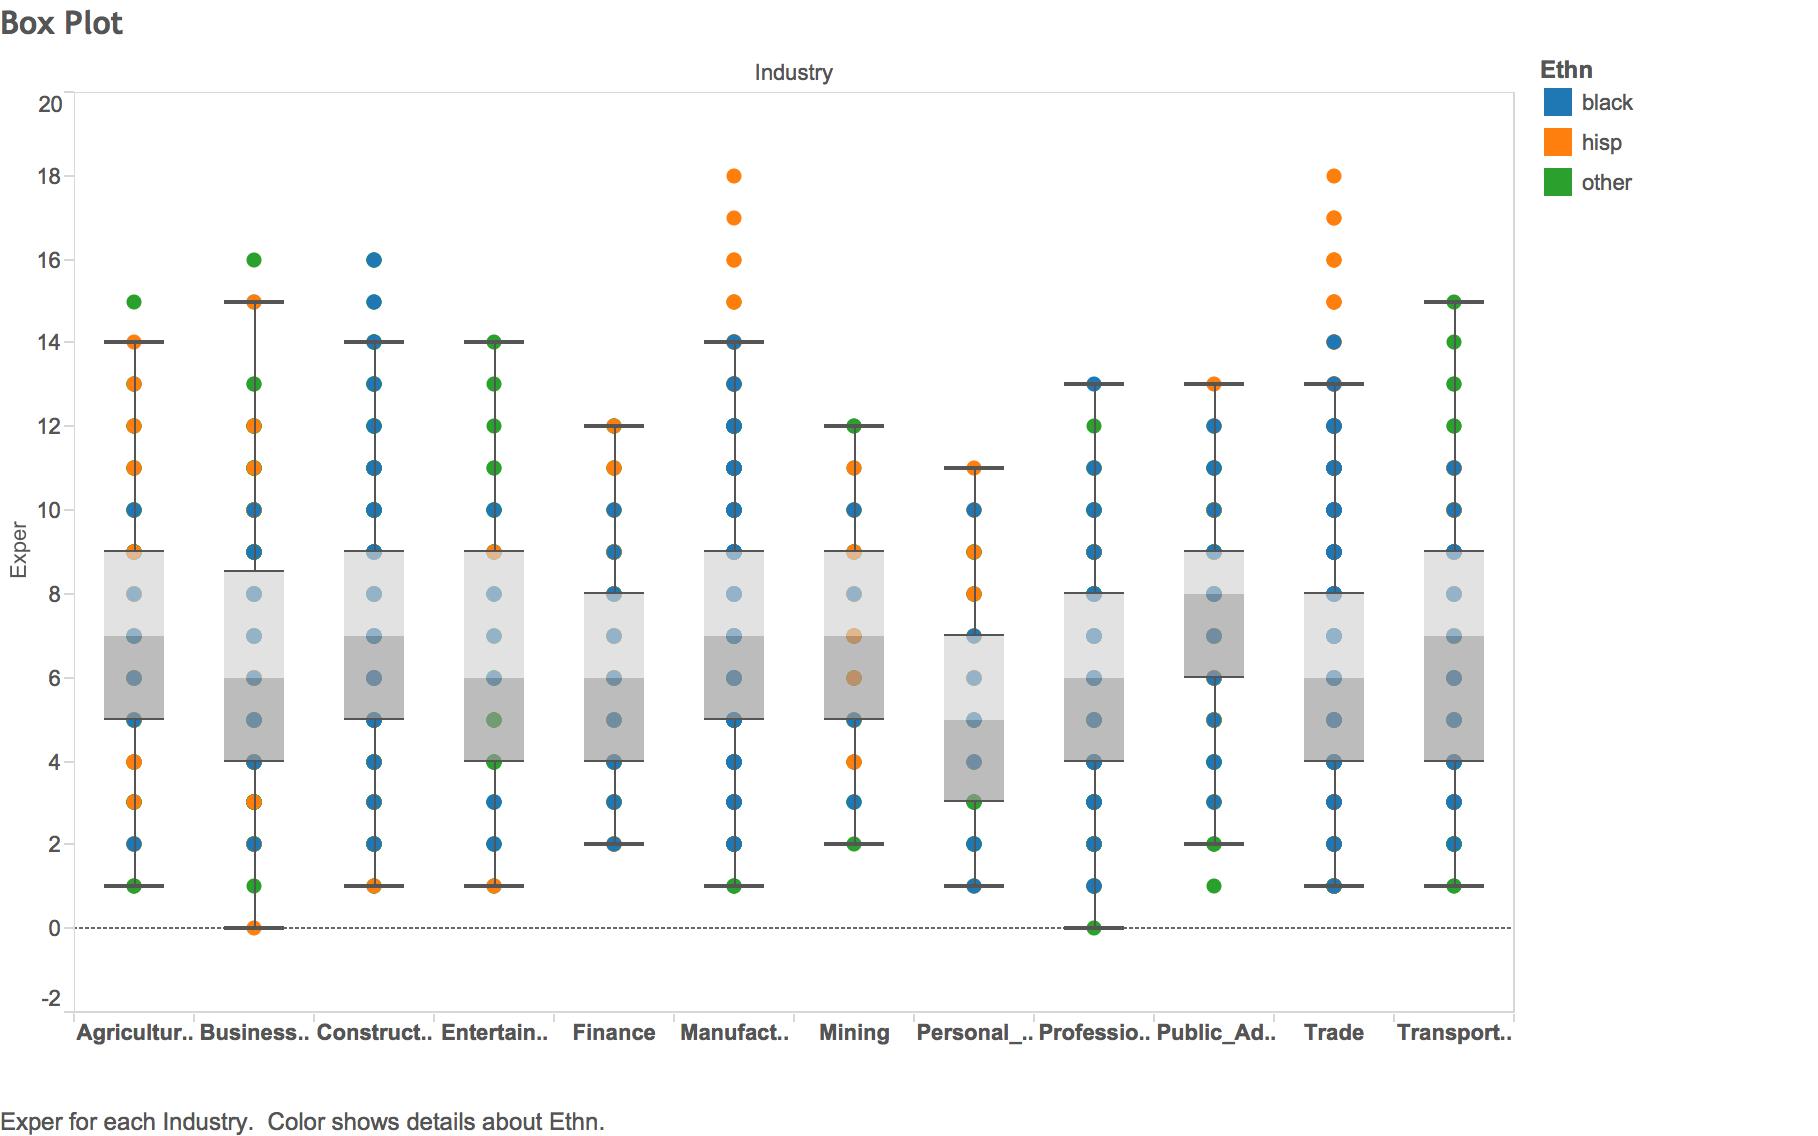 Box Plot
Industry
Ethn
black
hisp
other
20
18
16
14
12
10
8
6
4
2
0
-2
Exper
Agricultur.. Business.. Construct.. Entertain.. Finance Manufact.. Mining Personal_.. Professio.. Public_Ad.. Trade Transport..
Exper for each Industry.  Color shows details about Ethn.